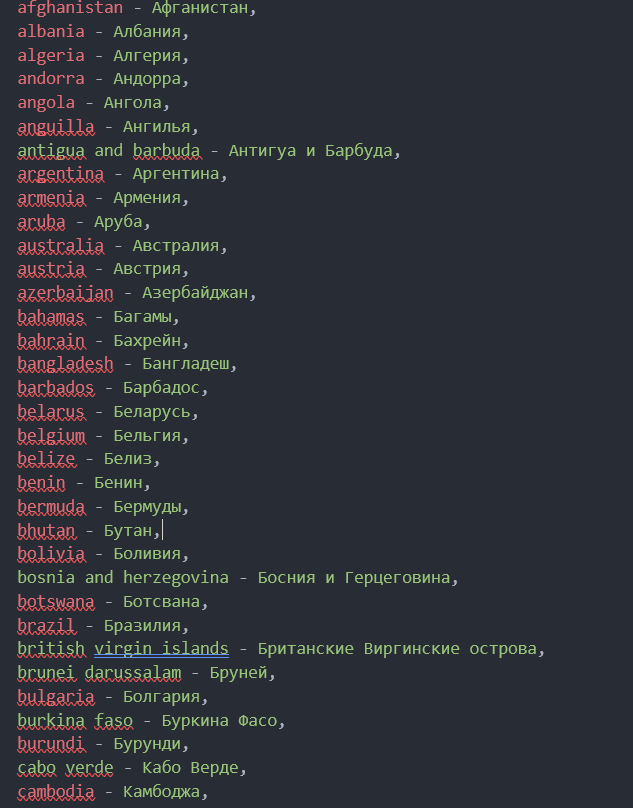 afghanistan - Афганистан,
albania - Албания,
algeria - Алгерия,
andorra - Андорра,
angola - Ангола,
anguilla - Ангилья,
antigua and barbuda - Антигуа и Барбуда,
argentina - Аргентина,
armenia - Армения,
aruba - Аруба,
australia - Австралия,
austria - Австрия,
azerbaijan - Азербайджан,
bahamas - Багамы,
bahrain - Бахрейн,
bangladesh - Бангладеш,
barbados - Барбадос,
belarus - Беларусь,
belgium - Бельгия,
belize - Белиз,
benin - Бенин,
bermuda - Бермуды,
bhutan - Бутан,
bolivia - Боливия,
bosnia and herzegovina - Босния и Герцеговина,
botswana - Ботсвана,
brazil - Бразилия,
british virgin islands - Британские Виргинские острова,
brunei darussalam - Бруней,
bulgaria - Болгария,
burkina faso - Буркина Фасо,
burundi - Бурунди,
cabo verde - Кабо Верде,
cambodia - Камбоджа,